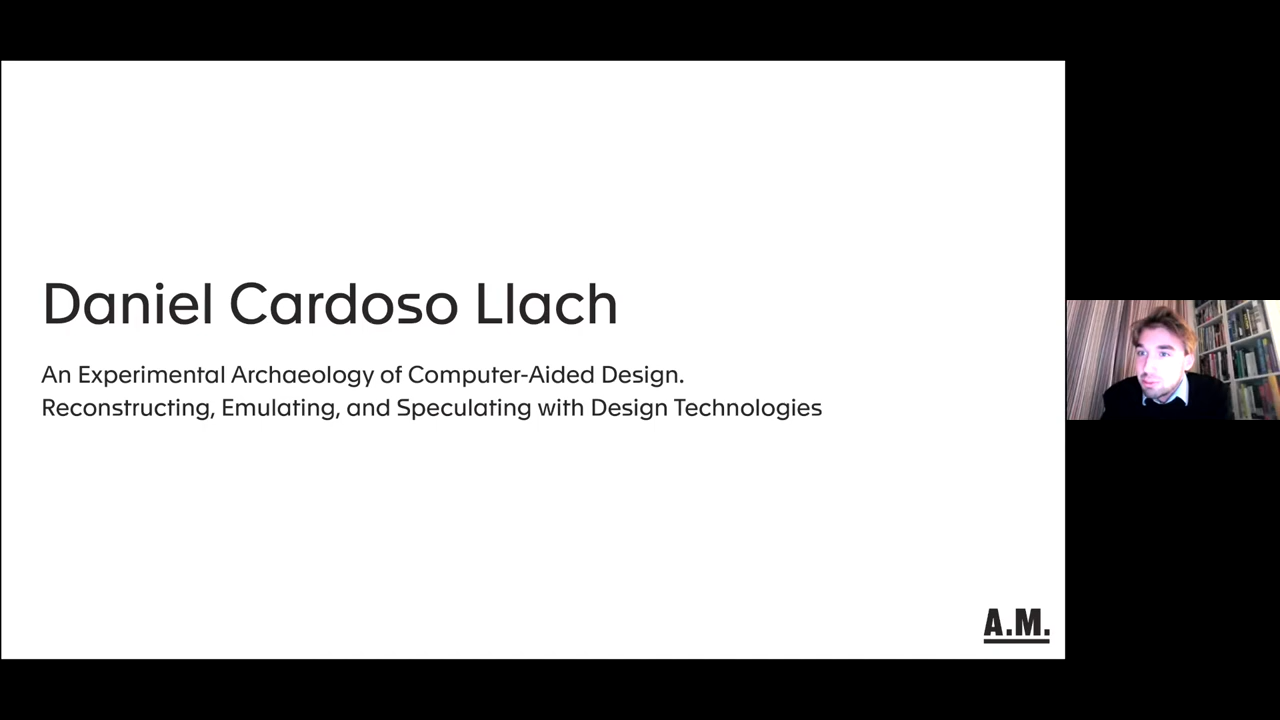 Daniel Cardoso Llach
An Experimental Archaeology of Computer-Aided Design.
Reconstructing, Emulating, and Speculating with Design Technologies
A.M.